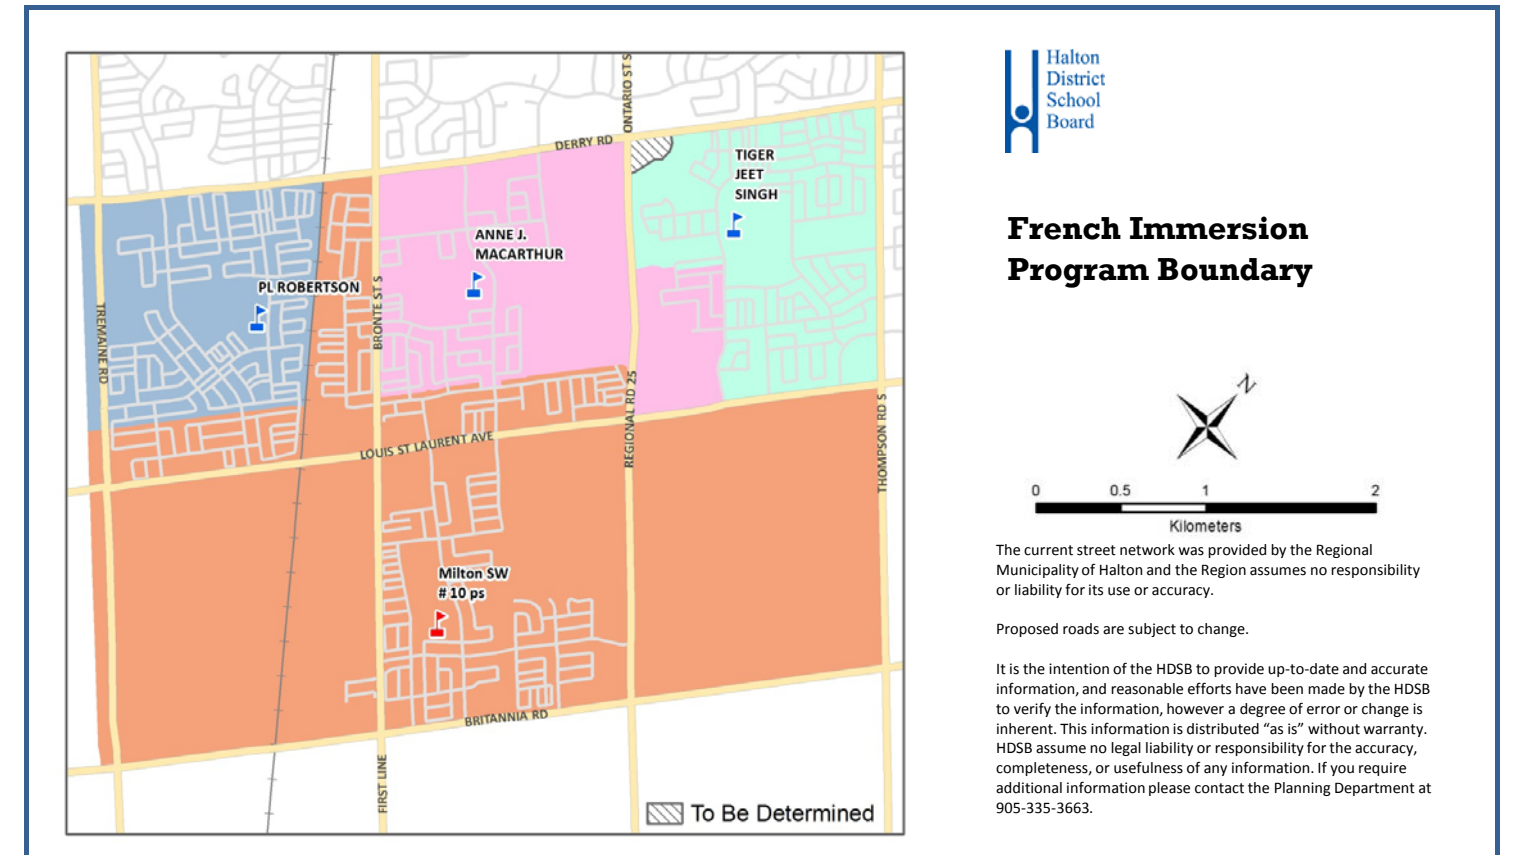 Halton
District
School
Board
French Immersion
Program Boundary
ONTARIO ST S
DERRY RD
TIGER
JEET
SINGH
ANNE J.
MACARTHUR
PL ROBERTSON
TREMAINE RD
BRONTE ST S
REGIONAL RD 25
THOMPSON RD S
LOUIS ST LAURENT AVE
Milton SW
# 10 ps
BRITANNIA RD
FIRST LINE
To Be Determined
N
0 0.5 1 2
Kilometers
The current street network was provided by the Regional
Municipality of Halton and the Region assumes no responsibility
or liability for its use or accuracy.
Proposed roads are subject to change.
It is the intention of the HDSB to provide up-to-date and accurate
information, and reasonable efforts have been made by the HDSB
to verify the information, however a degree of error or change is
inherent. This information is distributed “as is” without warranty.
HDSB assume no legal liability or responsibility for the accuracy,
completeness, or usefulness of any information. If you require
additional information please contact the Planning Department at
905-335-3663.